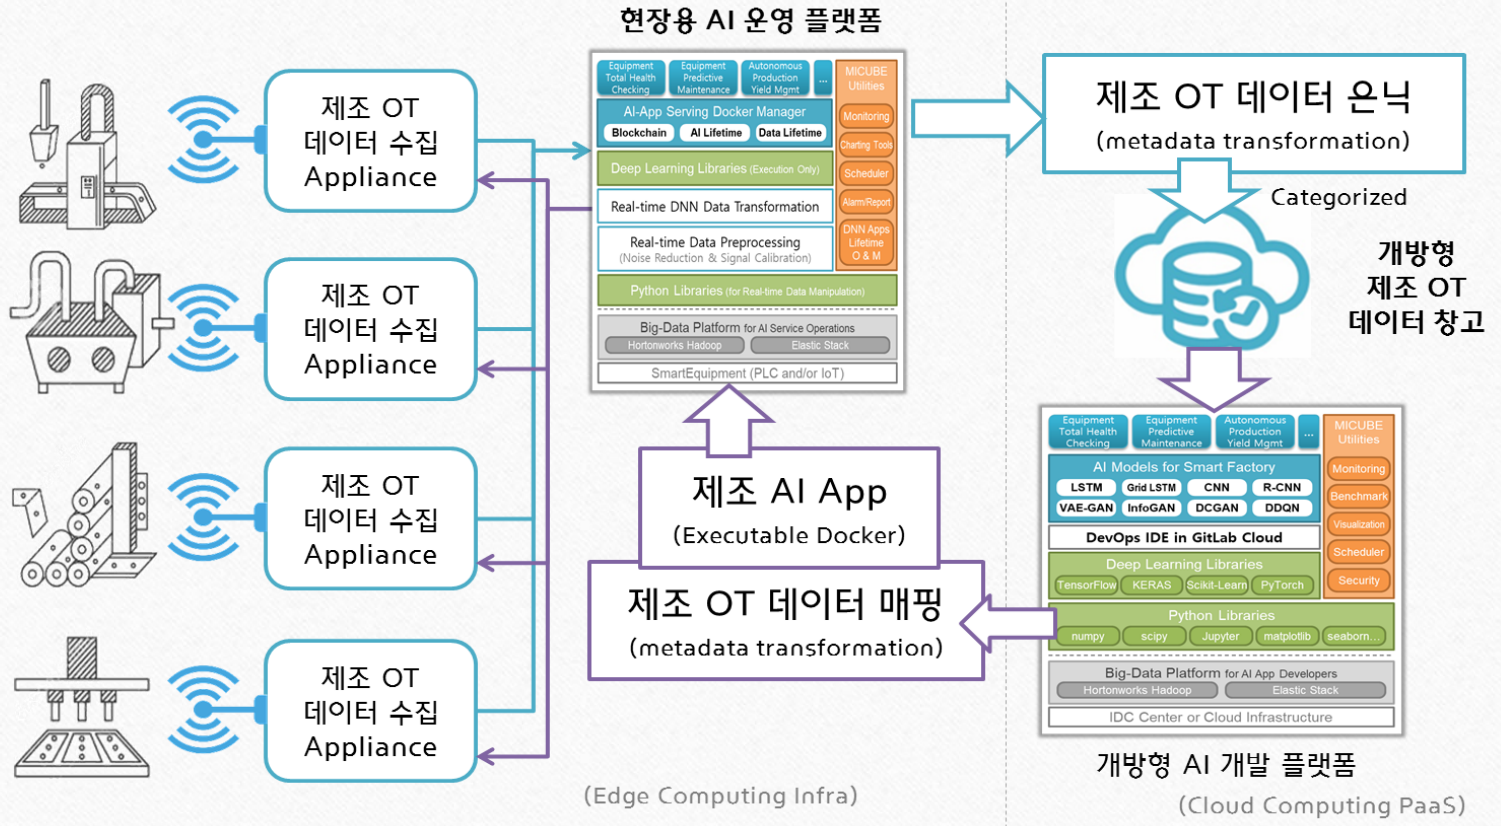 현장용 AI 운영 플랫폼
제조 OT
데이터 수집
Appliance
제조 OT
데이터 수집
Appliance
제조 OT
데이터 수집
Appliance
제조 OT
데이터 수집
Appliance
Equipment
Total Health
Checking
Equipment
Predictive
Maintenance
Autonomous
Production
Yield Mgmt
...
MICUBE
Utilities
AI-App Serving Docker Manager
Blockchain
AI Lifetime
Data Lifetime
Monitoring
Charting Tools
Scheduler
Alarm/Report
DNN Apps
Lifetime
O & M
Deep Learning Libraries (Execution Only)
Real-time DNN Data Transformation
Real-time Data Preprocessing
(Noise Reduction & Signal Calibration)
Python Libraries (for Real-time Data Manipulation)
Big-Data Platform for AI Service Operations
Hortonworks Hadoop
Elastic Stack
SmartEquipment (PLC and/or IoT)
제조 AI App
(Executable Docker)
제조 OT 데이터 매핑
(metadata transformation)
(Edge Computing Infra)
제조 OT 데이터 은닉
(metadata transformation)
Categorized
개방형
제조 OT
데이터 창고
Equipment
Total Health
Checking
Equipment
Predictive
Maintenance
Autonomous
Production
Yield Mgmt
...
MICUBE
Utilities
AI Models for Smart Factory
LSTM
Grid LSTM
CNN
R-CNN
VAE-GAN
InfoGAN
DCGAN
DDQN
Monitoring
Benchmark
Visualization
Scheduler
Security
DevOps IDE in GitLab Cloud
Deep Learning Libraries
TensorFlow
KERAS
Scikit-Learn
PyTorch
Python Libraries
numpy
scipy
Jupyter
matplotlib
seaborn...
Big-Data Platform for AI App Developers
Hortonworks Hadoop
Elastic Stack
IDC Center or Cloud Infrastructure
개방형 AI 개발 플랫폼
(Cloud Computing PaaS)